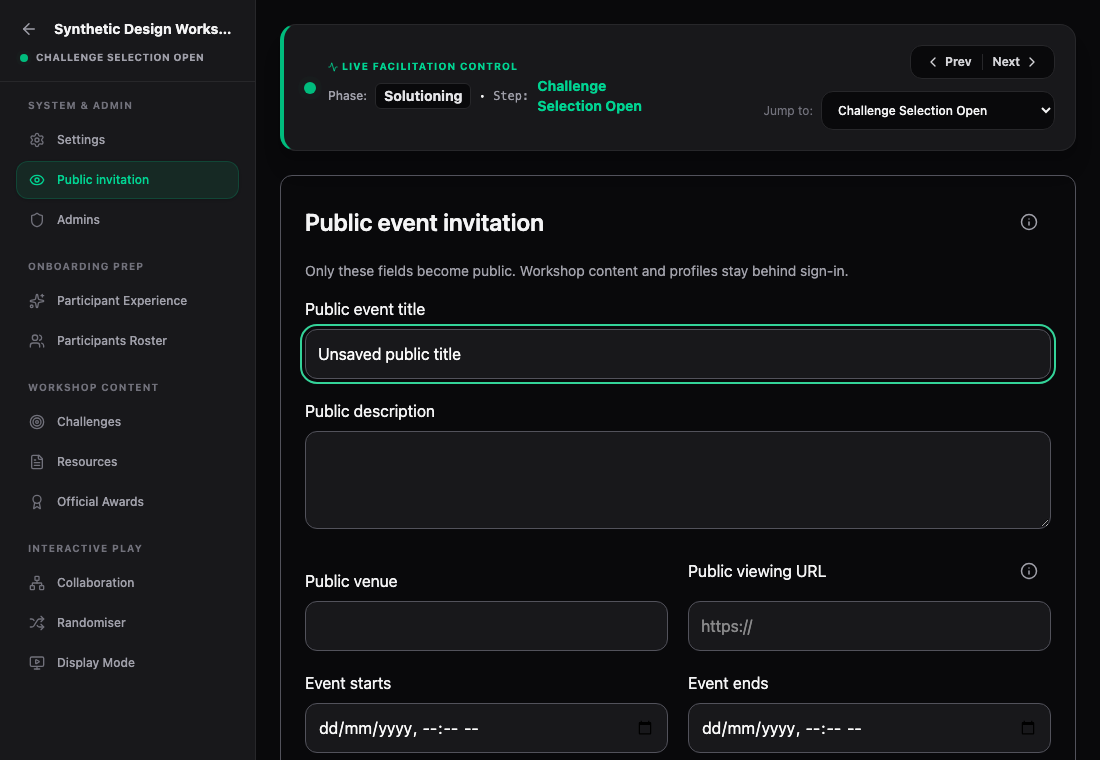 Synthetic Design Works...
CHALLENGE SELECTION OPEN
SYSTEM & ADMIN
Settings
Public invitation
Admins
ONBOARDING PREP
Participant Experience
Participants Roster
WORKSHOP CONTENT
Challenges
Resources
Official Awards
INTERACTIVE PLAY
Collaboration
Randomiser
Display Mode
LIVE FACILITATION CONTROL
Phase: Solutioning • Step: Challenge
Selection Open
Prev Next
Jump to: Challenge Selection Open
Public event invitation
Only these fields become public. Workshop content and profiles stay behind sign-in.
Public event title
Unsaved public title
Public description
Public venue
Public viewing URL
https://
Event starts
Event ends
dd/mm/yyyy, --:-- --
dd/mm/yyyy, --:-- --